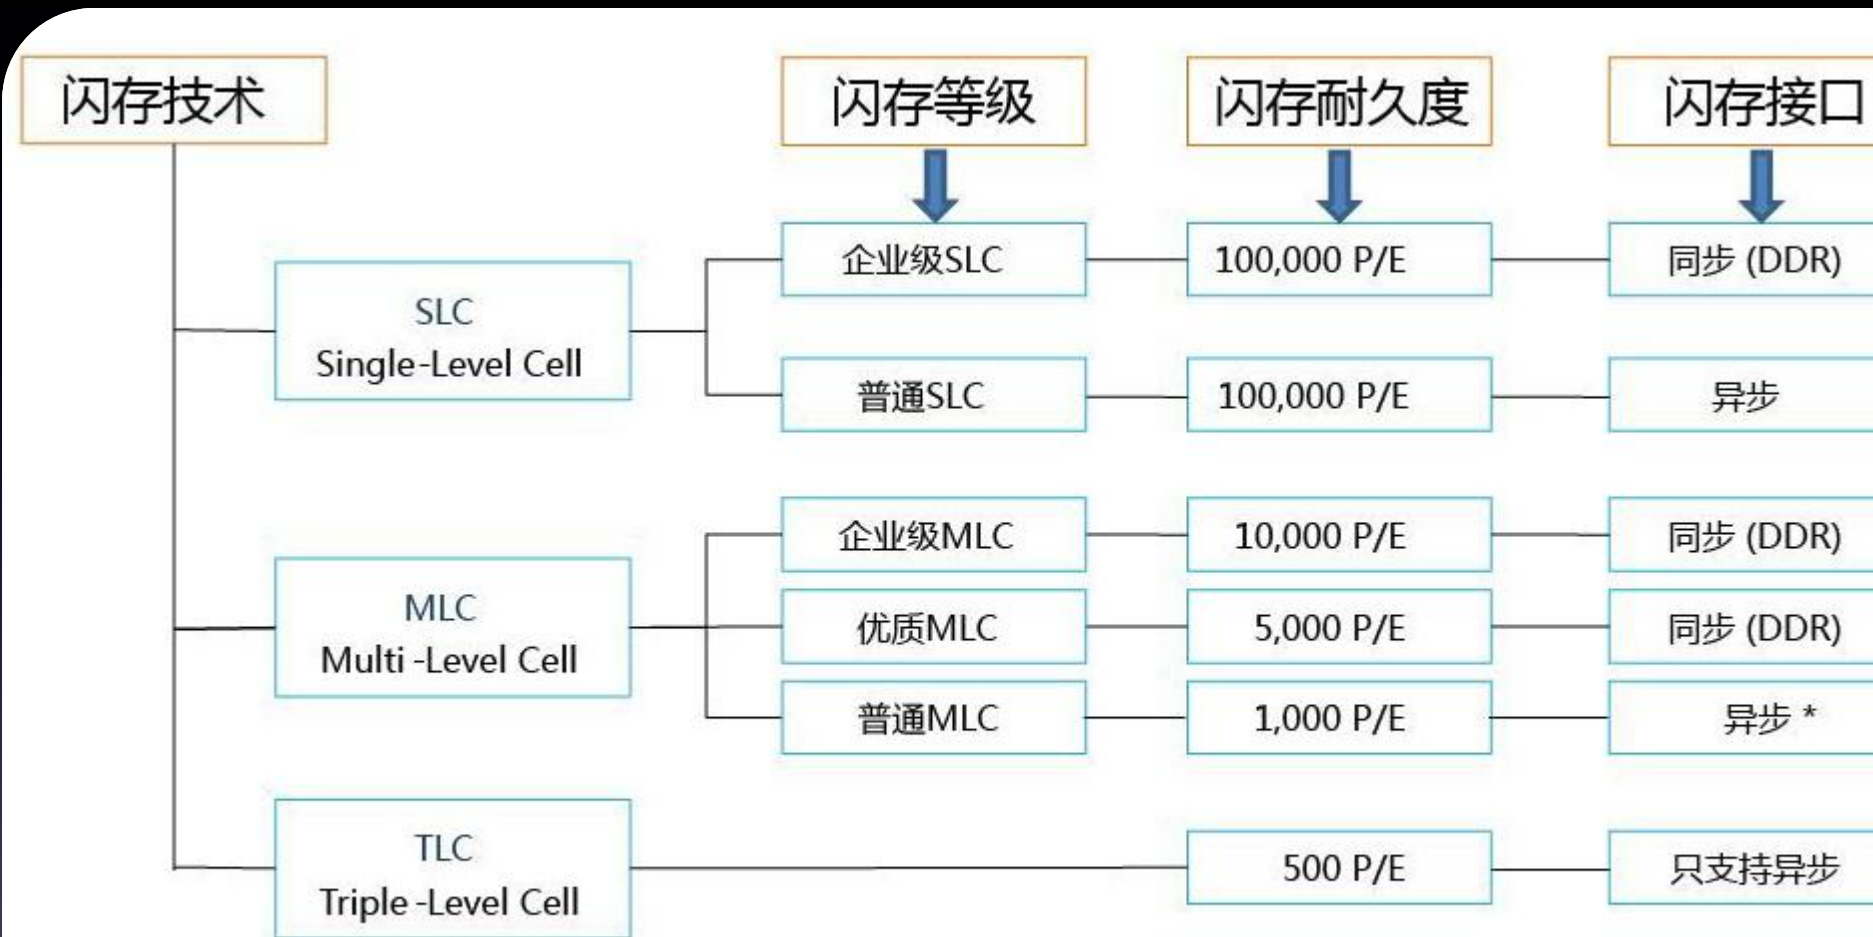 闪存技术
闪存等级
闪存耐久度
闪存接口
企业级SLC
100,000 P/E
同步 (DDR)
SLC
Single-Level Cell
普通SLC
100,000 P/E
异步
企业级MLC
10,000 P/E
同步 (DDR)
MLC
Multi -Level Cell
优质MLC
5,000 P/E
同步 (DDR)
普通MLC
1,000 P/E
异步 *
TLC
Triple -Level Cell
500 P/E
只支持异步